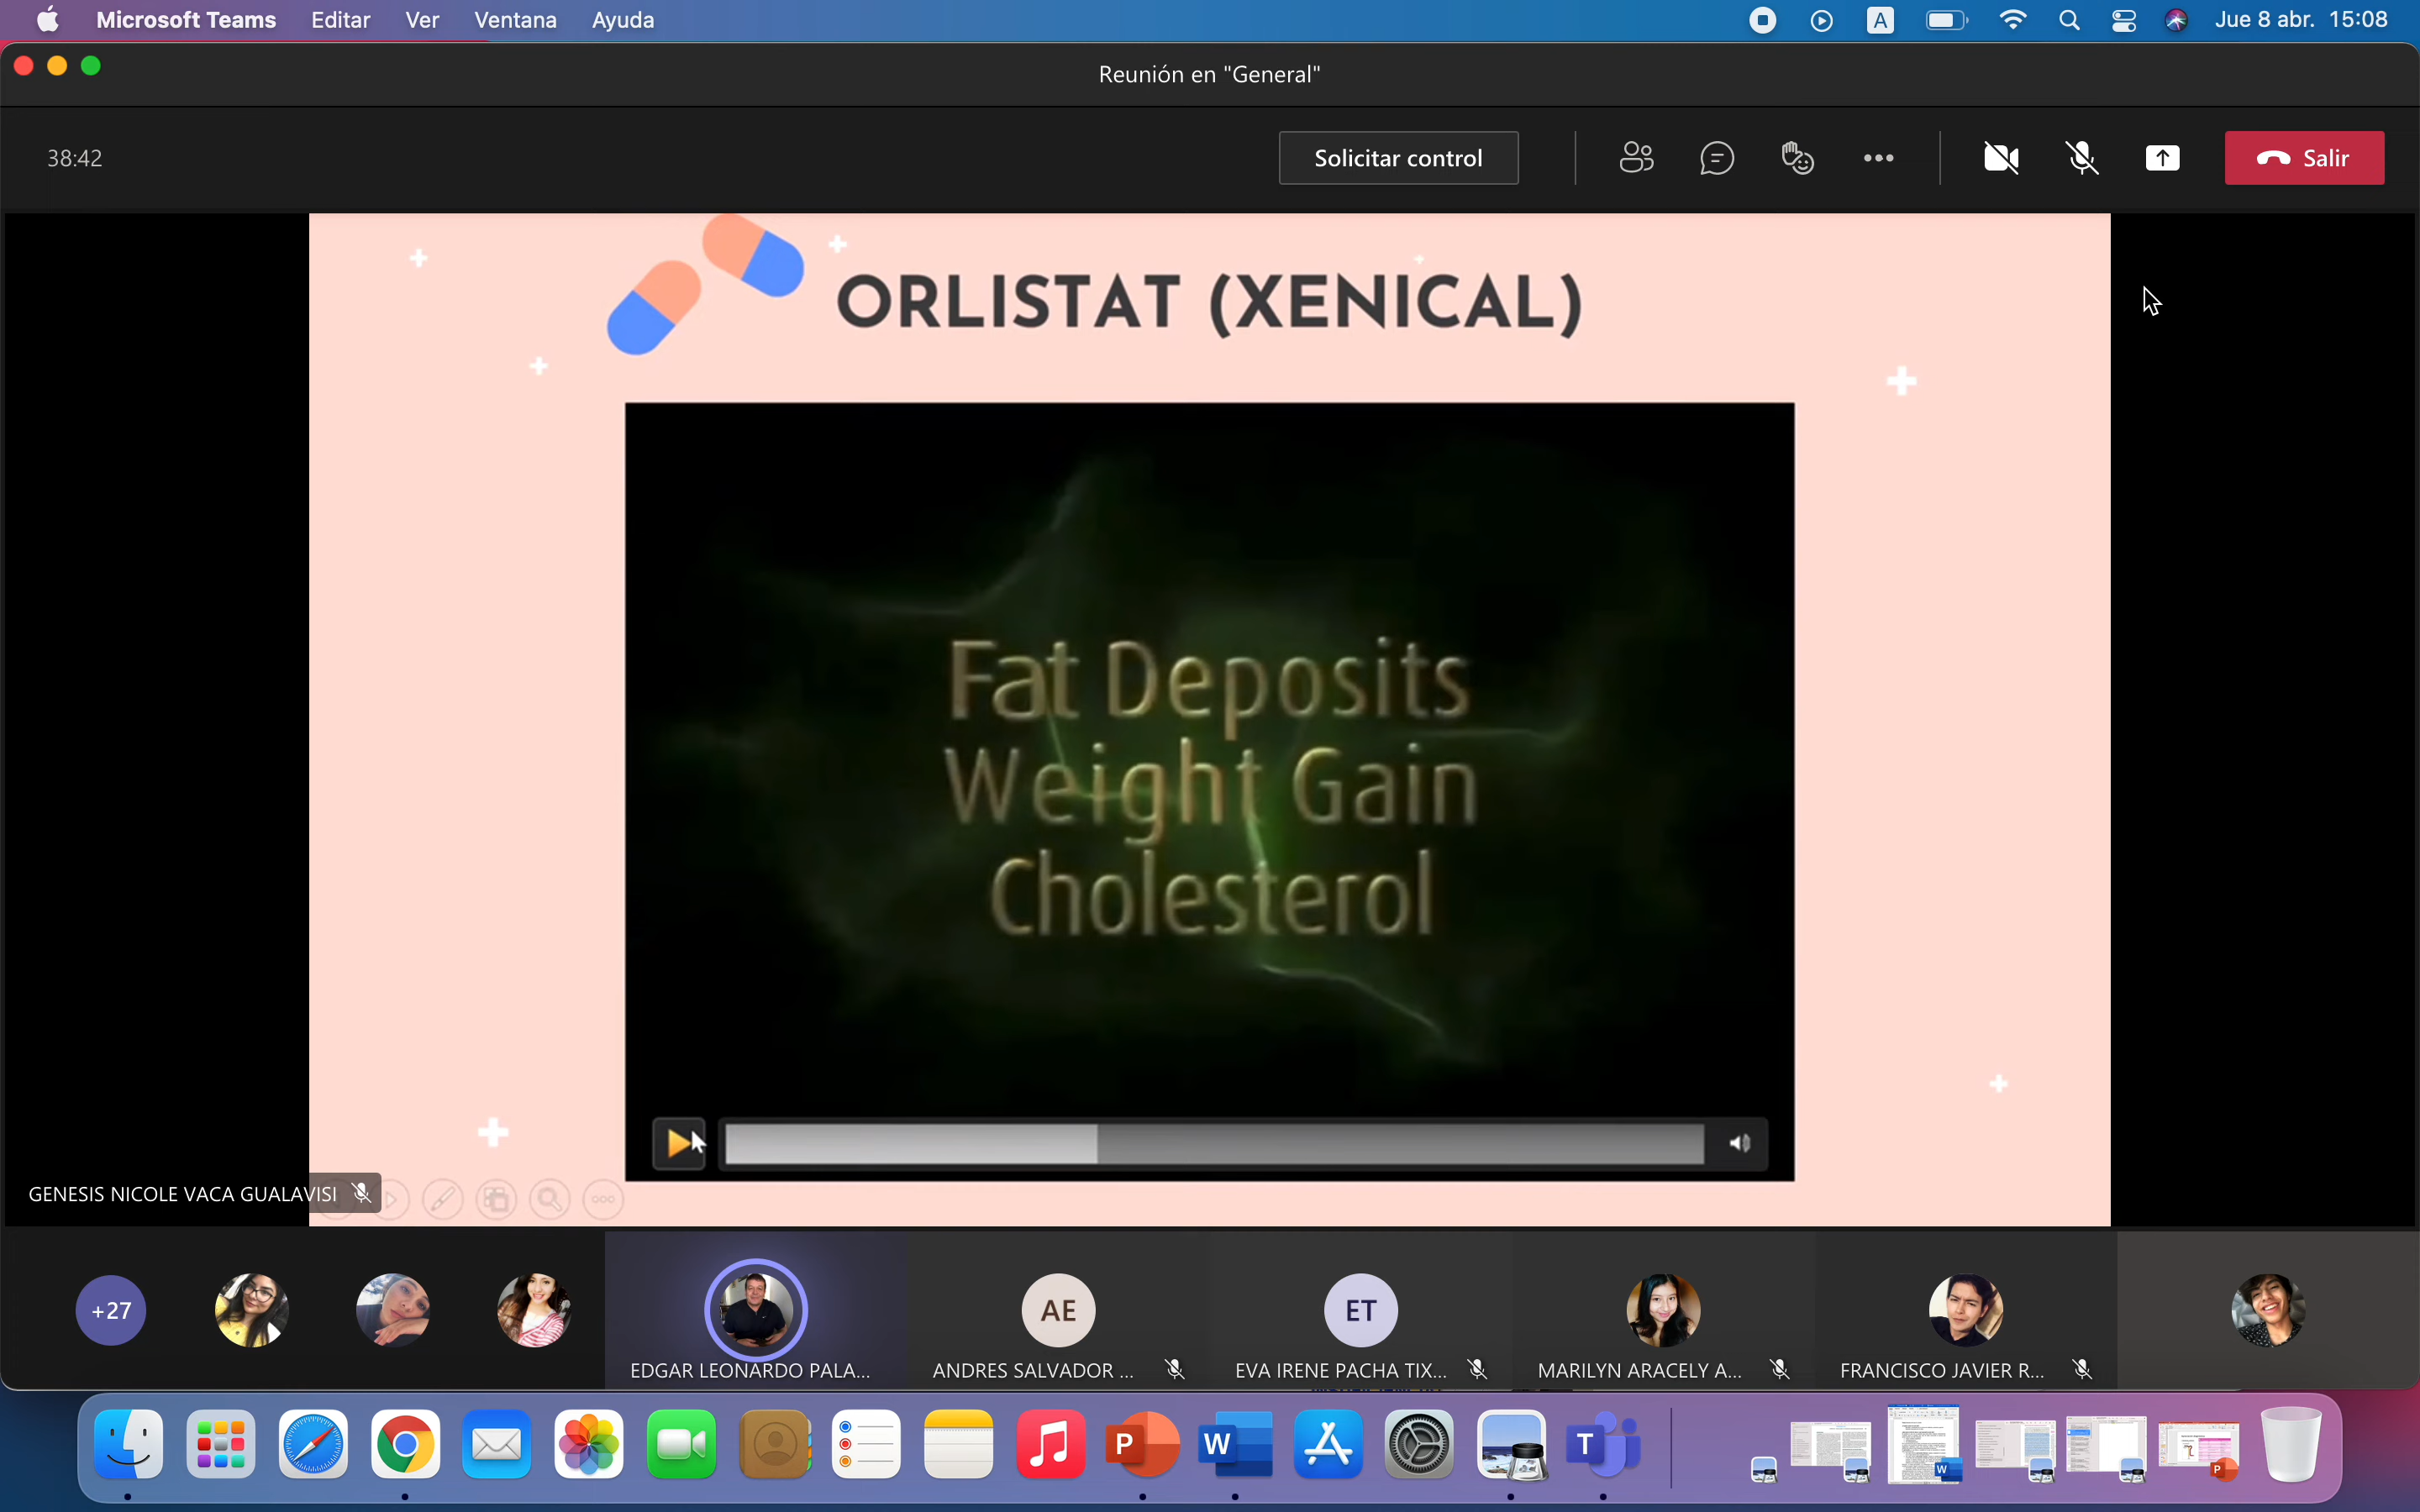 Microsoft Teams Editar Ver Ventana Ayuda A Jue 8 abr. 15:08
Reunión en "General"
38:42 Solicitar control Salir
ORLISTAT (XENICAL)
Fat Deposits
Weight Gain
Cholesterol
GENESIS NICOLE VACA GUALAVISI
+27 AE ET
EDGAR LEONARDO PALA... ANDRES SALVADOR ... EVA IRENE PACHA TIX... MARILYN ARACELY A... FRANCISCO JAVIER R...
P W T
W P